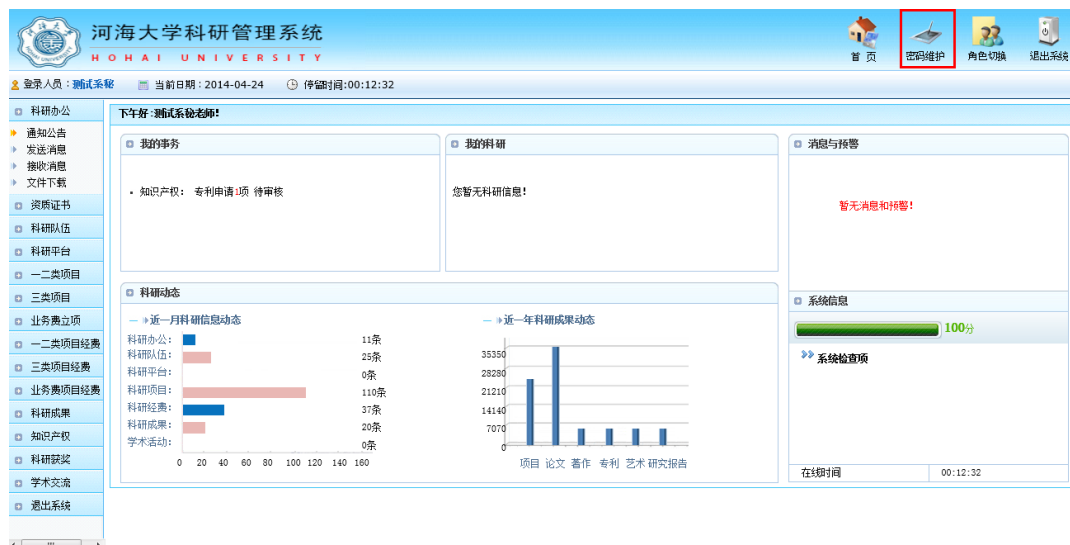 河海大学科研管理系统
HOHAI UNIVERSITY
首 页 密码维护 角色切换 退出系统
登录人员：测试系秘 当前日期：2014-04-24 停留时间:00:12:32
科研办公
通知公告
发送消息
接收消息
文件下载
资质证书
科研队伍
科研平台
一二类项目
三类项目
业务费立项
一二类项目经费
三类项目经费
业务费项目经费
科研成果
知识产权
科研获奖
学术交流
退出系统
下午好:测试系秘老师!
我的事务
知识产权： 专利申请1项 待审核
我的科研
您暂无科研信息!
消息与预警
暂无消息和预警!
科研动态
近一月科研信息动态
科研办公: 11条
科研队伍: 25条
科研平台: 0条
科研项目: 110条
科研经费: 37条
科研成果: 20条
学术活动: 0条
0 20 40 60 80 100 120 140 160
近一年科研成果动态
35350
28280
21210
14140
7070
0
项目 论文 著作 专利 艺术 研究报告
系统信息
100分
系统检查项
在线时间 00:12:32